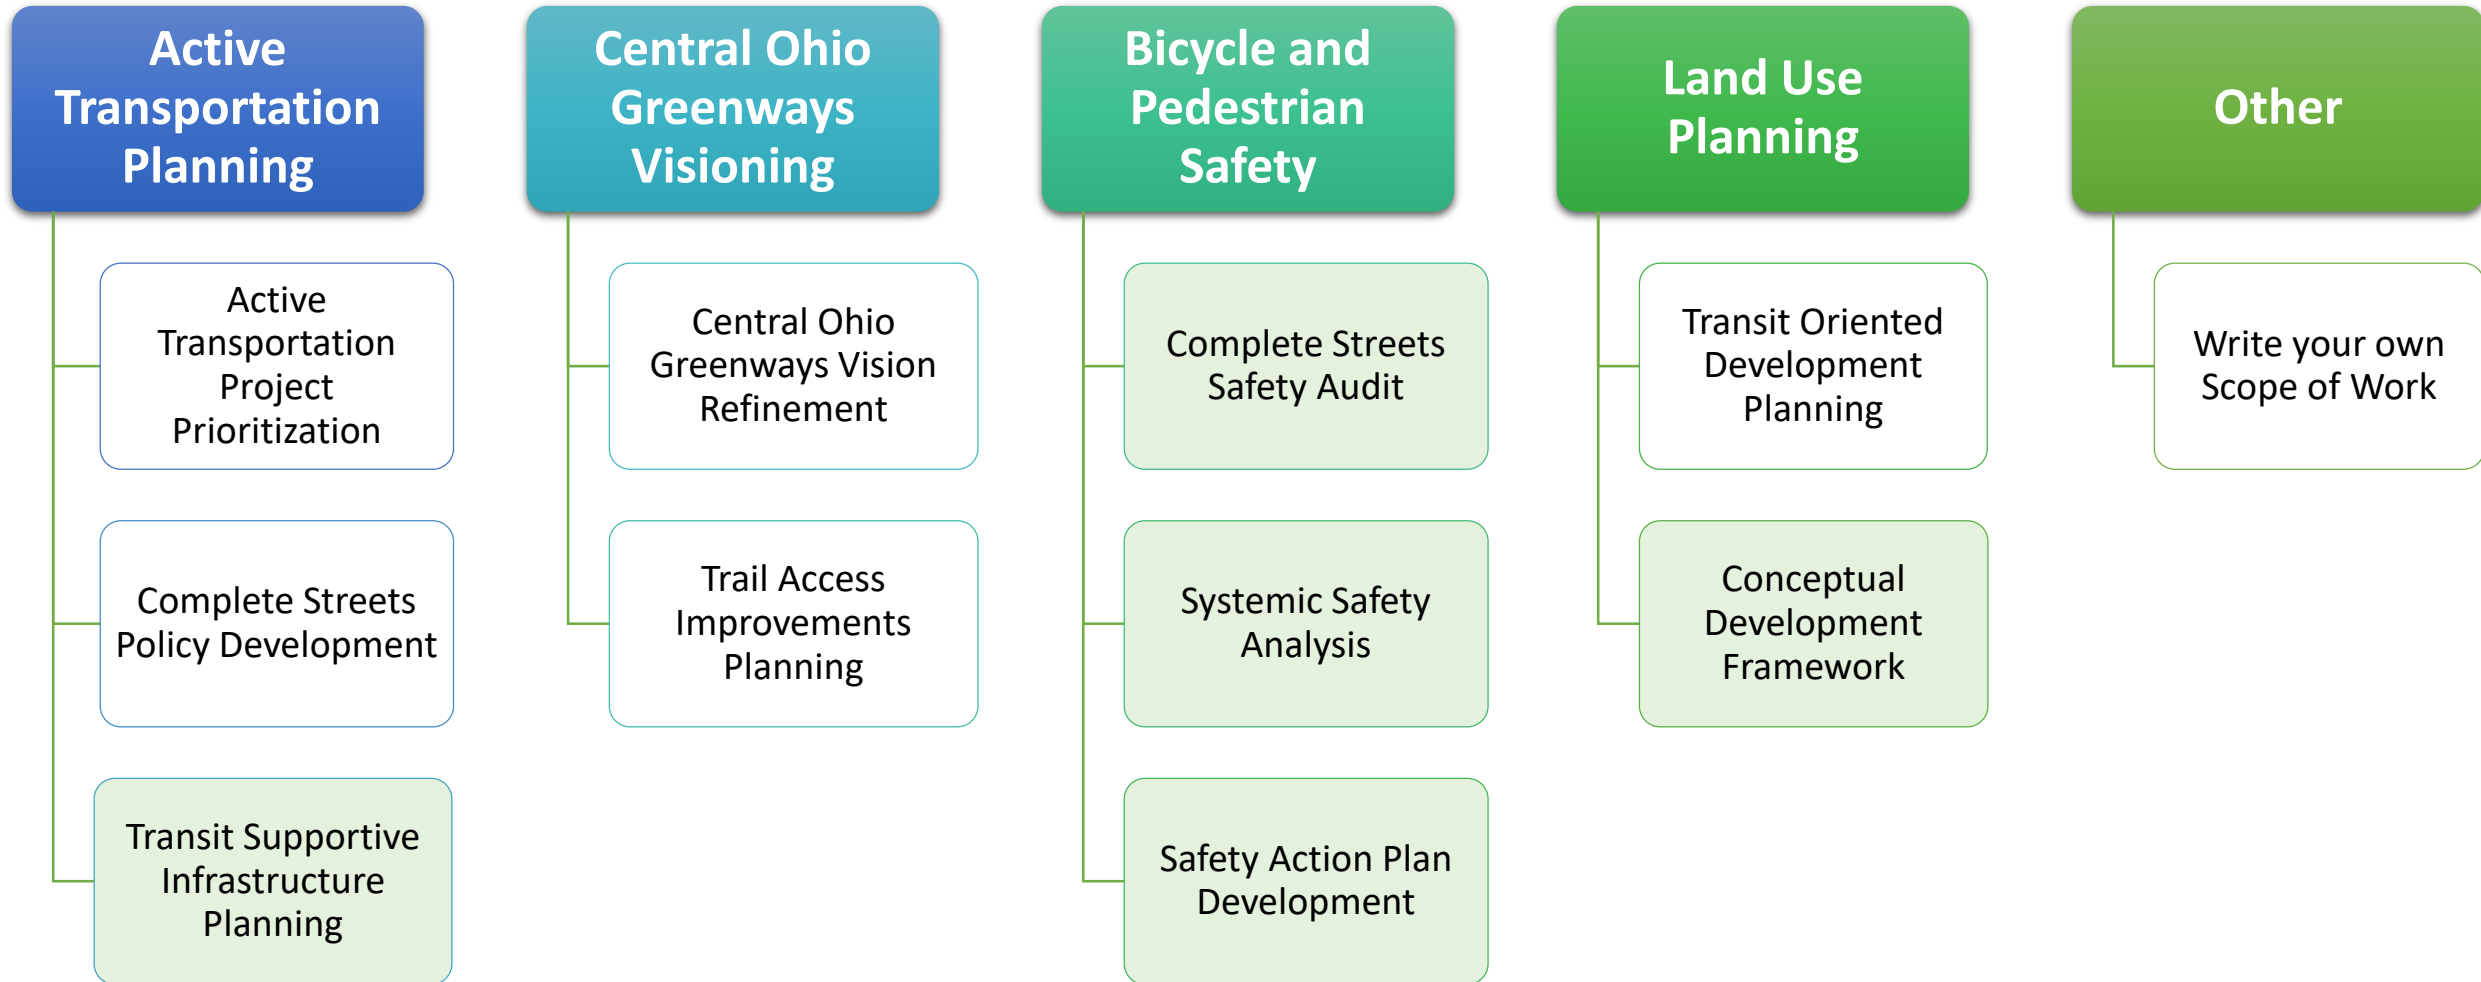 Active
Transportation
Planning
Active
Transportation
Project
Prioritization
Complete Streets
Policy Development
Transit Supportive
Infrastructure
Planning
Central Ohio
Greenways
Visioning
Central Ohio
Greenways Vision
Refinement
Trail Access
Improvements
Planning
Bicycle and
Pedestrian
Safety
Complete Streets
Safety Audit
Systemic Safety
Analysis
Safety Action Plan
Development
Land Use
Planning
Transit Oriented
Development
Planning
Conceptual
Development
Framework
Other
Write your own
Scope of Work